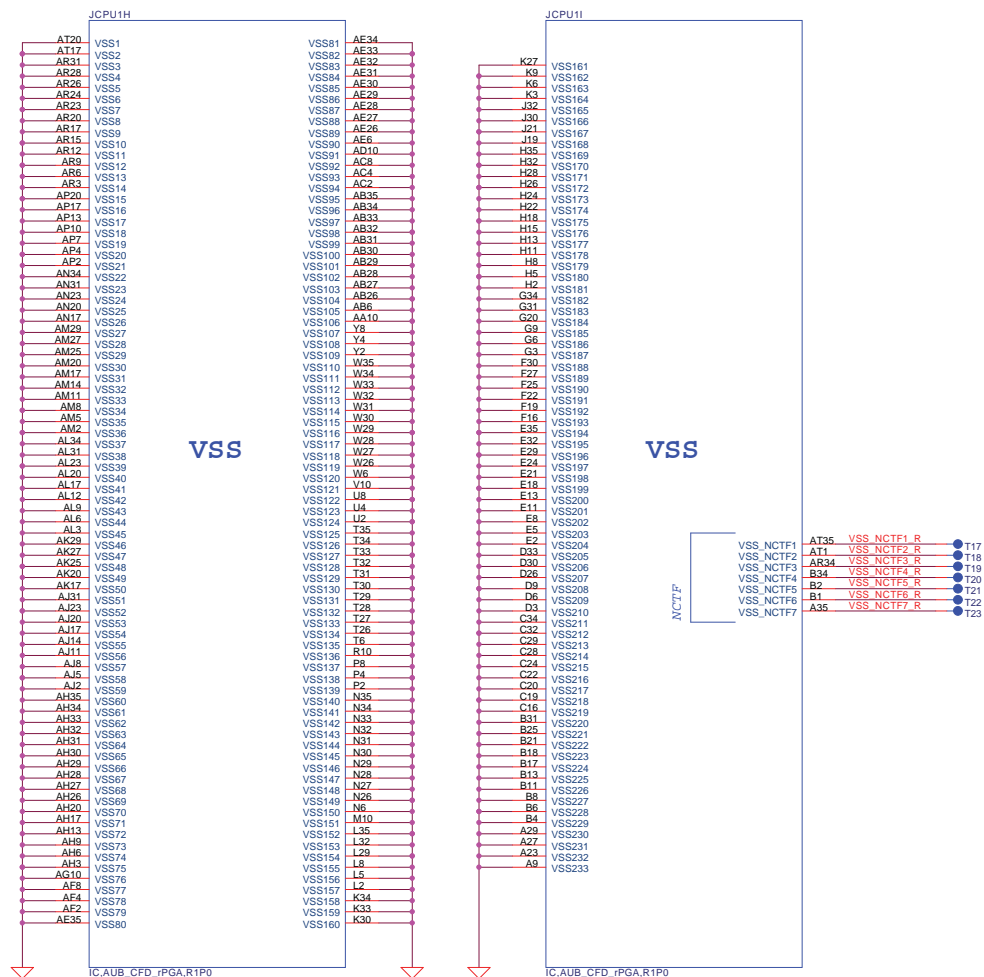 JCPU1H
AT20 VSS1 VSS81 AE34
AT17 VSS2 VSS82 AE33
AR31 VSS3 VSS83 AE32
AR28 VSS4 VSS84 AE31
AR26 VSS5 VSS85 AE30
AR24 VSS6 VSS86 AE29
AR23 VSS7 VSS87 AE28
AR20 VSS8 VSS88 AE27
AR17 VSS9 VSS89 AE26
AR15 VSS10 VSS90 AE6
AR12 VSS11 VSS91 AD10
AR9 VSS12 VSS92 AC8
AR6 VSS13 VSS93 AC4
AR3 VSS14 VSS94 AC2
AP20 VSS15 VSS95 AB35
AP17 VSS16 VSS96 AB34
AP13 VSS17 VSS97 AB33
AP10 VSS18 VSS98 AB32
AP7 VSS19 VSS99 AB31
AP4 VSS20 VSS100 AB30
AP2 VSS21 VSS101 AB29
AN34 VSS22 VSS102 AB28
AN31 VSS23 VSS103 AB27
AN23 VSS24 VSS104 AB26
AN20 VSS25 VSS105 AB6
AN17 VSS26 VSS106 AA10
AM29 VSS27 VSS107 Y8
AM27 VSS28 VSS108 Y4
AM25 VSS29 VSS109 Y2
AM20 VSS30 VSS110 W35
AM17 VSS31 VSS111 W34
AM14 VSS32 VSS112 W33
AM11 VSS33 VSS113 W32
AM8 VSS34 VSS114 W31
AM5 VSS35 VSS115 W30
AM2 VSS36 VSS116 W29
AL34 VSS37 VSS117 W28
AL31 VSS38 VSS118 W27
AL23 VSS39 VSS119 W26
AL20 VSS40 VSS120 W6
AL17 VSS41 VSS121 V10
AL12 VSS42 VSS122 U8
AL9 VSS43 VSS123 U4
AL6 VSS44 VSS124 U2
AL3 VSS45 VSS125 T35
AK29 VSS46 VSS126 T34
AK27 VSS47 VSS127 T33
AK25 VSS48 VSS128 T32
AK20 VSS49 VSS129 T31
AK17 VSS50 VSS130 T30
AJ31 VSS51 VSS131 T29
AJ23 VSS52 VSS132 T28
AJ20 VSS53 VSS133 T27
AJ17 VSS54 VSS134 T26
AJ14 VSS55 VSS135 T6
AJ11 VSS56 VSS136 R10
AJ8 VSS57 VSS137 P8
AJ5 VSS58 VSS138 P4
AJ2 VSS59 VSS139 P2
AH35 VSS60 VSS140 N35
AH34 VSS61 VSS141 N34
AH33 VSS62 VSS142 N33
AH32 VSS63 VSS143 N32
AH31 VSS64 VSS144 N31
AH30 VSS65 VSS145 N30
AH29 VSS66 VSS146 N29
AH28 VSS67 VSS147 N28
AH27 VSS68 VSS148 N27
AH26 VSS69 VSS149 N26
AH20 VSS70 VSS150 N6
AH17 VSS71 VSS151 M10
AH13 VSS72 VSS152 L35
AH9 VSS73 VSS153 L32
AH6 VSS74 VSS154 L29
AH3 VSS75 VSS155 L8
AG10 VSS76 VSS156 L5
AF8 VSS77 VSS157 L2
AF4 VSS78 VSS158 K34
AF2 VSS79 VSS159 K33
AE35 VSS80 VSS160 K30
VSS
IC,AUB_CFD_rPGA,R1P0
JCPU1I
K27 VSS161
K9 VSS162
K6 VSS163
K3 VSS164
J32 VSS165
J30 VSS166
J21 VSS167
J19 VSS168
H35 VSS169
H32 VSS170
H28 VSS171
H26 VSS172
H24 VSS173
H22 VSS174
H18 VSS175
H15 VSS176
H13 VSS177
H11 VSS178
H8 VSS179
H5 VSS180
H2 VSS181
G34 VSS182
G31 VSS183
G20 VSS184
G9 VSS185
G6 VSS186
G3 VSS187
F30 VSS188
F27 VSS189
F25 VSS190
F22 VSS191
F19 VSS192
F16 VSS193
E35 VSS194
E32 VSS195
E29 VSS196
E24 VSS197
E21 VSS198
E18 VSS199
E13 VSS200
E11 VSS201
E8 VSS202
E5 VSS203
E2 VSS204
D33 VSS205
D30 VSS206
D26 VSS207
D9 VSS208
D6 VSS209
D3 VSS210
C34 VSS211
C32 VSS212
C29 VSS213
C28 VSS214
C24 VSS215
C22 VSS216
C20 VSS217
C19 VSS218
C16 VSS219
B31 VSS220
B25 VSS221
B21 VSS222
B18 VSS223
B17 VSS224
B13 VSS225
B11 VSS226
B8 VSS227
B6 VSS228
B4 VSS229
A29 VSS230
A27 VSS231
A23 VSS232
A9 VSS233
VSS
NCTF
VSS_NCTF1 AT35 VSS_NCTF1_R T17
VSS_NCTF2 AT1 VSS_NCTF2_R T18
VSS_NCTF3 AR34 VSS_NCTF3_R T19
VSS_NCTF4 B34 VSS_NCTF4_R T20
VSS_NCTF5 B2 VSS_NCTF5_R T21
VSS_NCTF6 B1 VSS_NCTF6_R T22
VSS_NCTF7 A35 VSS_NCTF7_R T23
IC,AUB_CFD_rPGA,R1P0